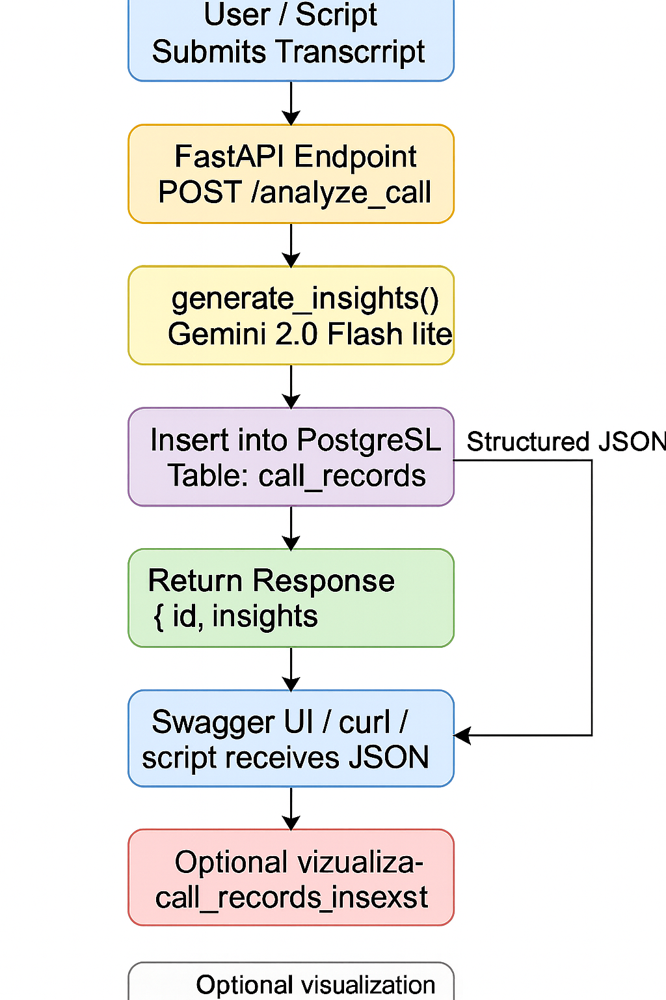 User / Script
Submits Transcrript
FastAPI Endpoint
POST /analyze_call
generate_insights()
Gemini 2.0 Flash lite
Insert into PostgreSL
Table: call_records
Structured JSON
Return Response
{ id, insights
Swagger UI / curl /
script receives JSON
Optional vizualiza-
call_records_insexst
Optional visualization